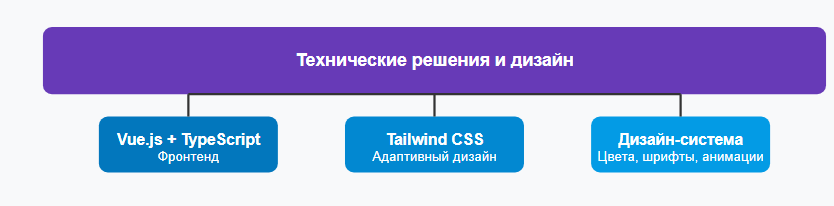 Технические решения и дизайн
Vue.js + TypeScript
Фронтенд
Tailwind CSS
Адаптивный дизайн
Дизайн-система
Цвета, шрифты, анимации